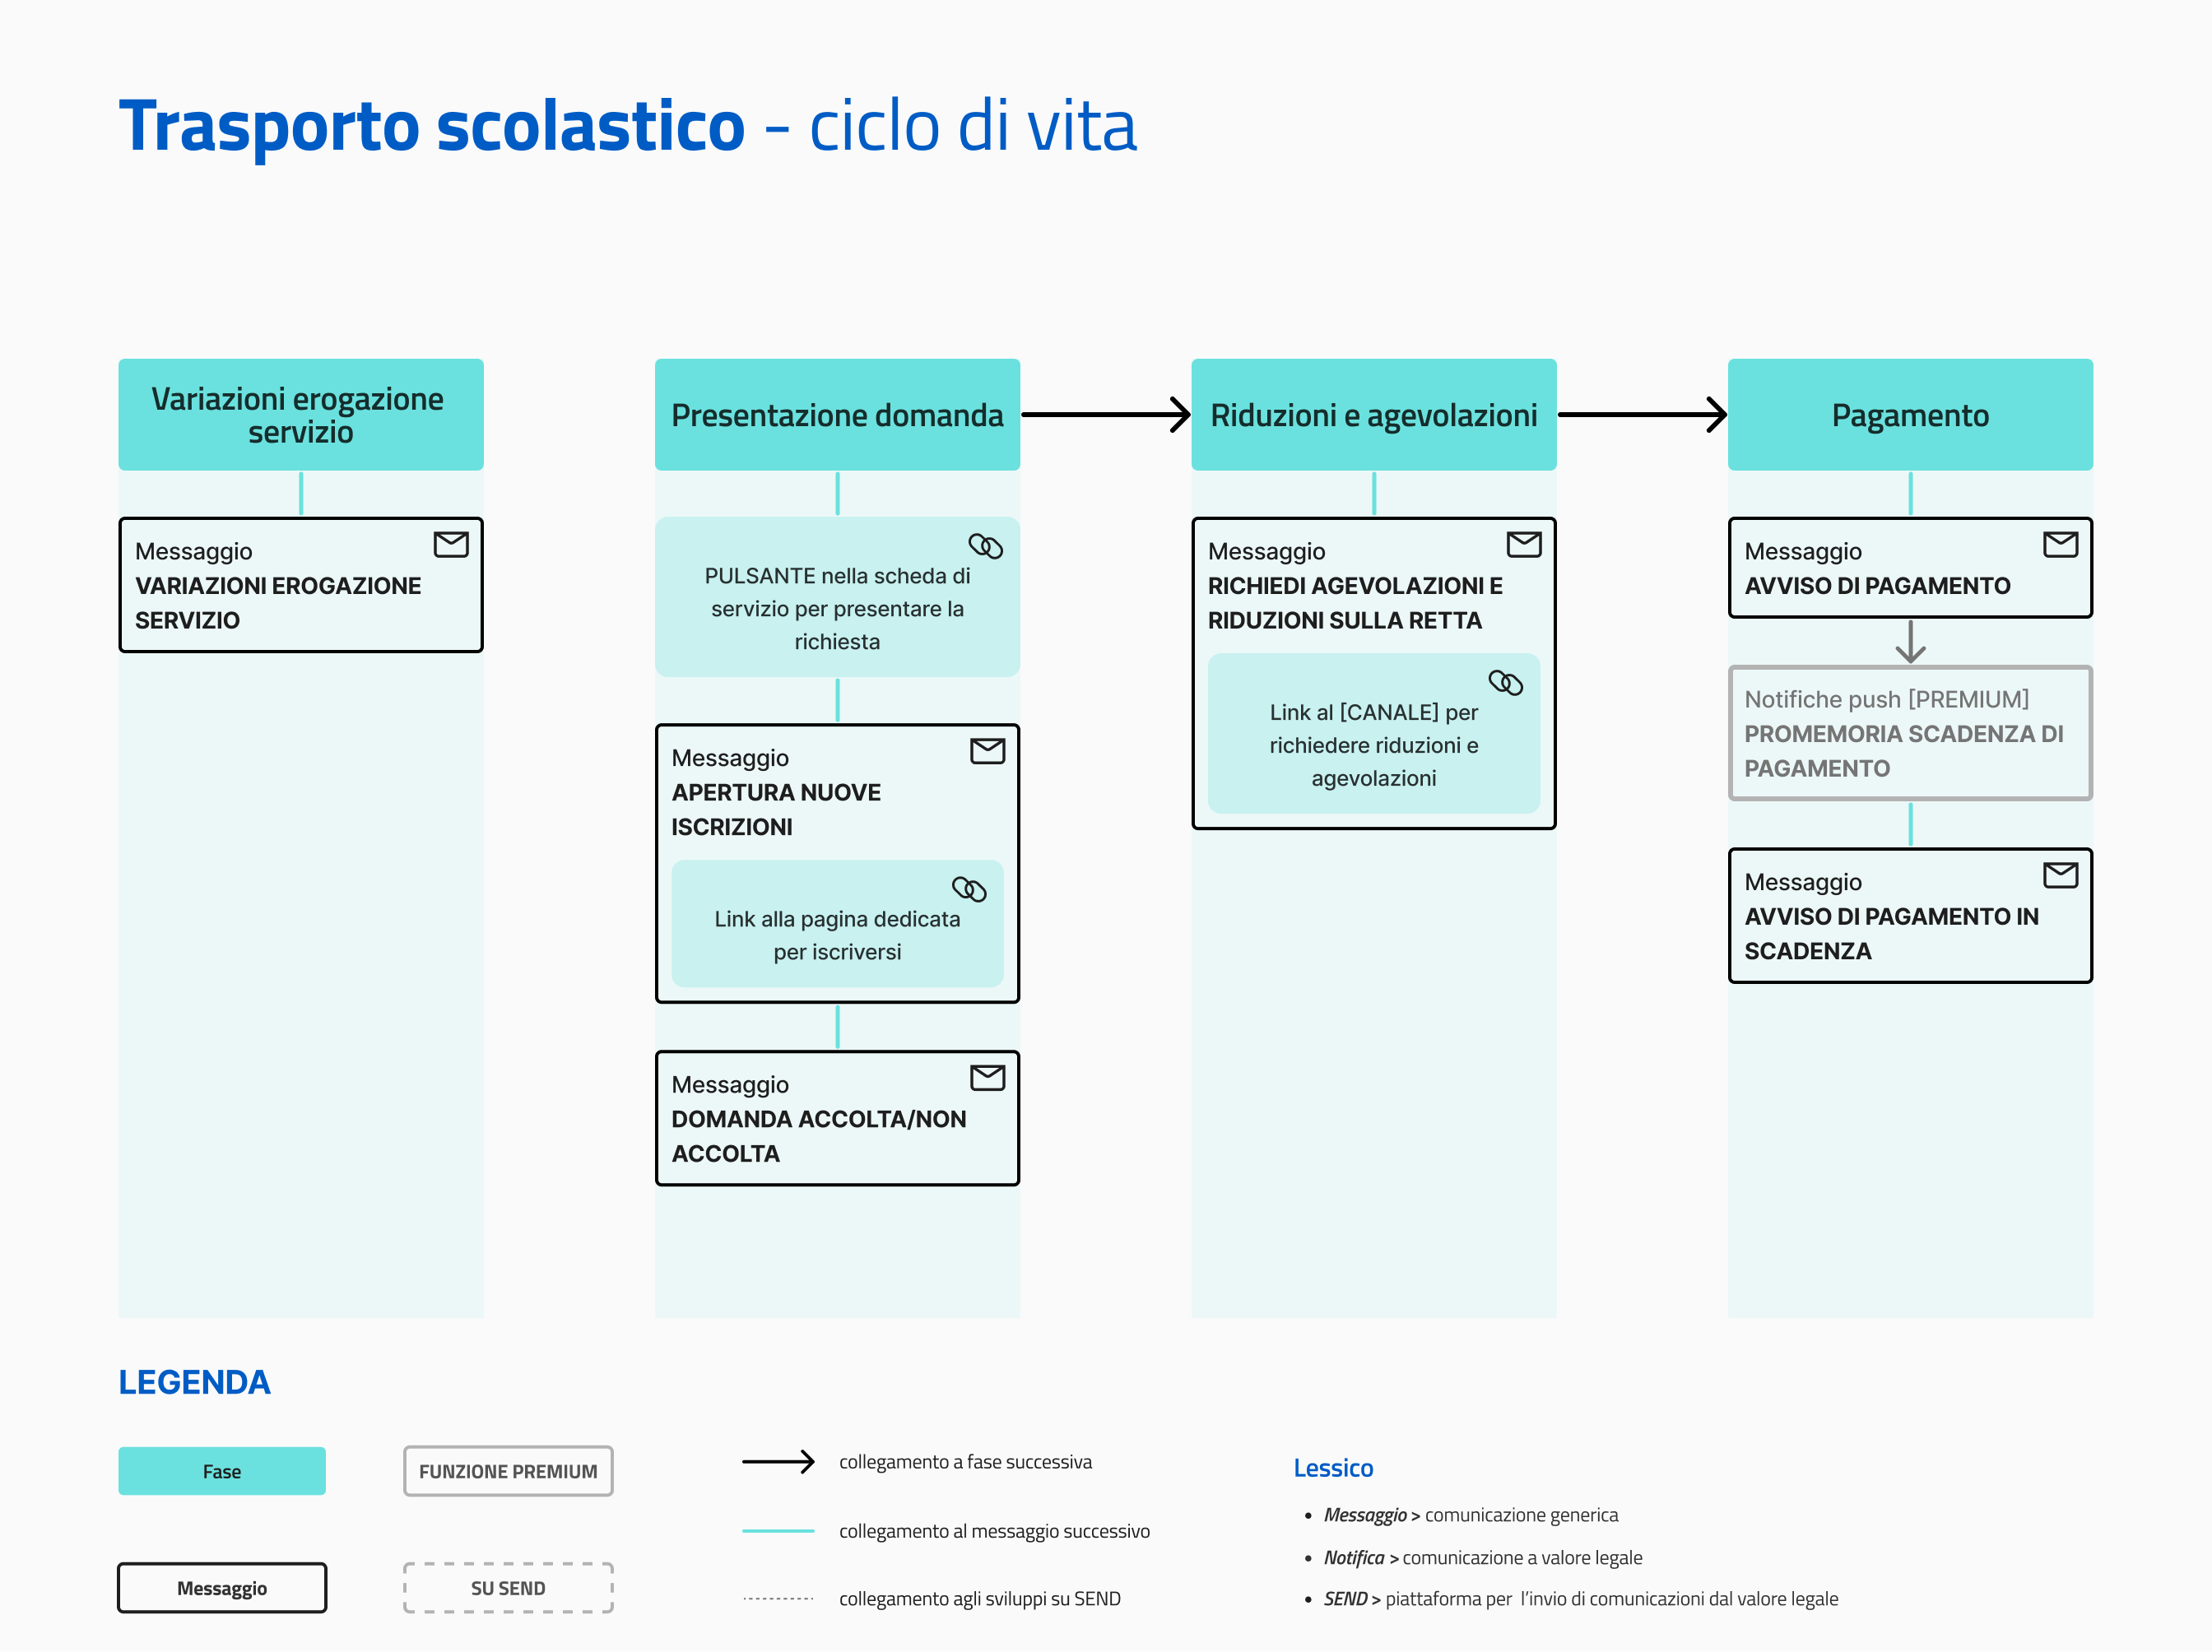 Trasporto scolastico - ciclo di vita
Variazioni erogazione
servizio
Messaggio
VARIAZIONI EROGAZIONE
SERVIZIO
Presentazione domanda
PULSANTE nella scheda di
servizio per presentare la
richiesta
Messaggio
APERTURA NUOVE
ISCRIZIONI
Link alla pagina dedicata
per iscriversi
Messaggio
DOMANDA ACCOLTA/NON
ACCOLTA
Riduzioni e agevolazioni
Messaggio
RICHIEDI AGEVOLAZIONI E
RIDUZIONI SULLA RETTA
Link al [CANALE] per
richiedere riduzioni e
agevolazioni
Pagamento
Messaggio
AVVISO DI PAGAMENTO
Notifiche push [PREMIUM]
PROMEMORIA SCADENZA DI
PAGAMENTO
Messaggio
AVVISO DI PAGAMENTO IN
SCADENZA
LEGENDA
Fase
FUNZIONE PREMIUM
Messaggio
SU SEND
collegamento a fase successiva
collegamento al messaggio successivo
collegamento agli sviluppi su SEND
Lessico
• Messaggio > comunicazione generica
• Notifica > comunicazione a valore legale
• SEND > piattaforma per l'invio di comunicazioni dal valore legale